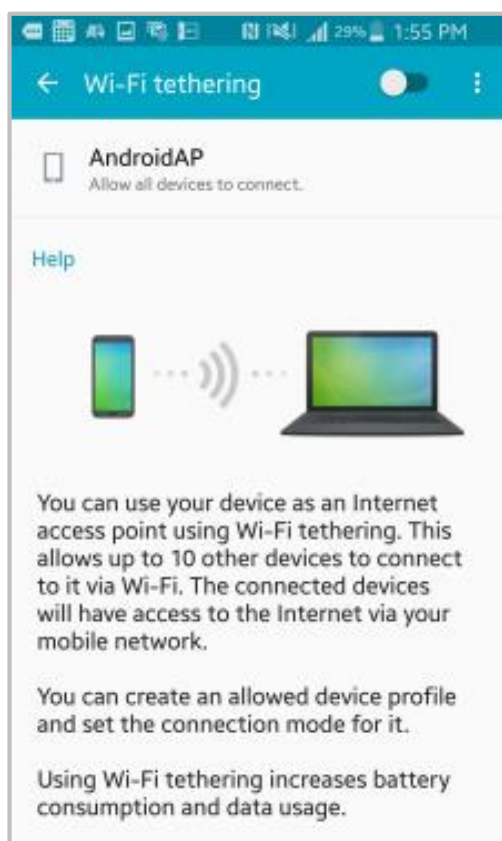 29% 1:55 PM
Wi-Fi tethering
AndroidAP
Allow all devices to connect.
Help
You can use your device as an Internet
access point using Wi-Fi tethering. This
allows up to 10 other devices to connect
to it via Wi-Fi. The connected devices
will have access to the Internet via your
mobile network.
You can create an allowed device profile
and set the connection mode for it.
Using Wi-Fi tethering increases battery
consumption and data usage.